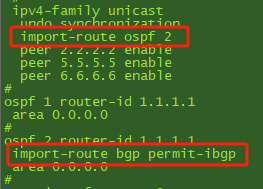 #
ipv4-family unicast
undo synchronization
import-route ospf 2
peer 2.2.2.2 enable
peer 5.5.5.5 enable
peer 6.6.6.6 enable
#
ospf 1 router-id 1.1.1.1
area 0.0.0.0
#
ospf 2 router-id 1.1.1.1
import-route bgp permit-ibgp
area 0.0.0.0